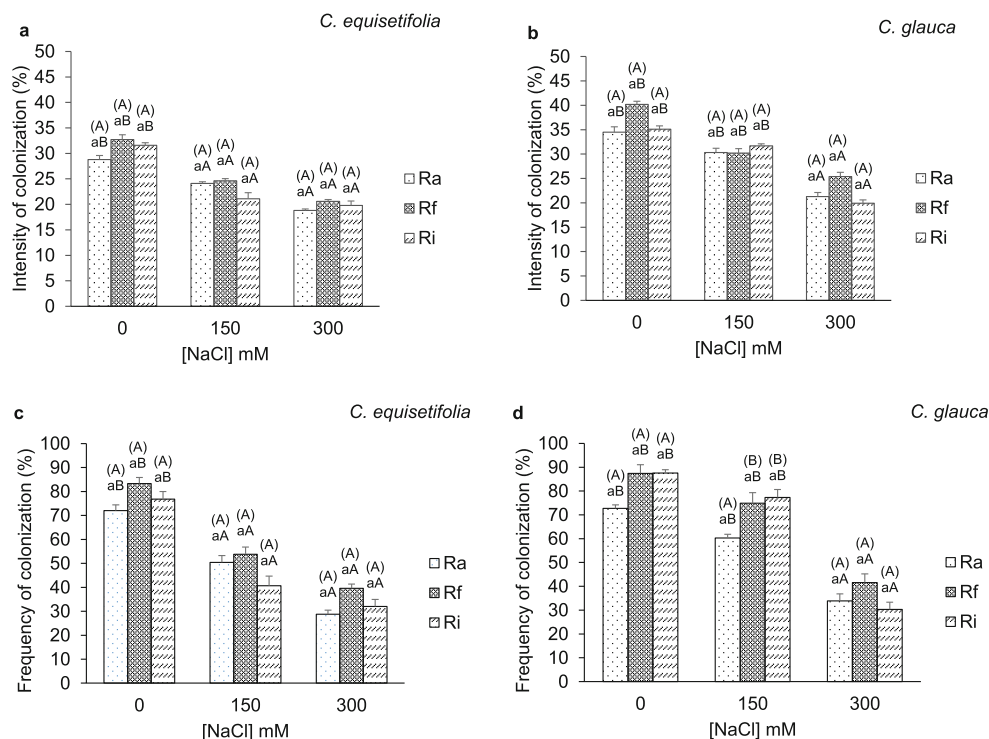 a
C. equisetifolia
Intensity of colonization (%)
50
45
40
35
30
25
20
15
10
5
0
(A) (A) (A)
aB aB aB
(A) (A) (A)
aA aA aA
(A) (A) (A)
aA aA aA
Ra
Rf
Ri
0 150 300
[NaCl] mM
b
C. glauca
Intensity of colonization (%)
50
45
40
35
30
25
20
15
10
5
0
(A) (A) (A)
aB aB aB
(A) (A) (A)
aB aB aB
(A) (A) (A)
aA aA aA
Ra
Rf
Ri
0 150 300
[NaCl] mM
c
C. equisetifolia
Frequency of colonization (%)
100
90
80
70
60
50
40
30
20
10
0
(A) (A) (A)
aB aB aB
(A) (A) (A)
aA aA aA
(A) (A) (A)
aA aA aA
Ra
Rf
Ri
0 150 300
[NaCl] mM
d
C. glauca
Frequency of colonization (%)
100
90
80
70
60
50
40
30
20
10
0
(A) (A) (A)
aB aB aB
(A) (B) (B)
aB aB aB
(A) (A) (A)
aA aA aA
Ra
Rf
Ri
0 150 300
[NaCl] mM